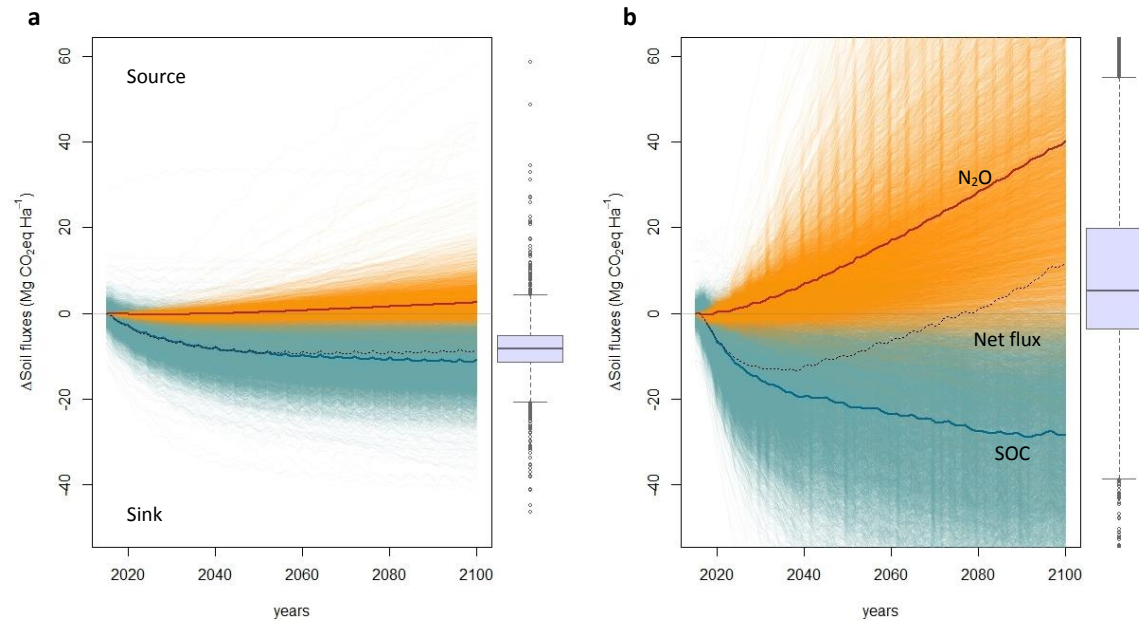 a
60
40
20
0
-20
-40
ΔSoil fluxes (Mg CO₂eq Ha⁻¹)
Source
Sink
2020
2040
2060
2080
2100
years
b
60
40
20
0
-20
-40
ΔSoil fluxes (Mg CO₂eq Ha⁻¹)
N₂O
Net flux
SOC
2020
2040
2060
2080
2100
years